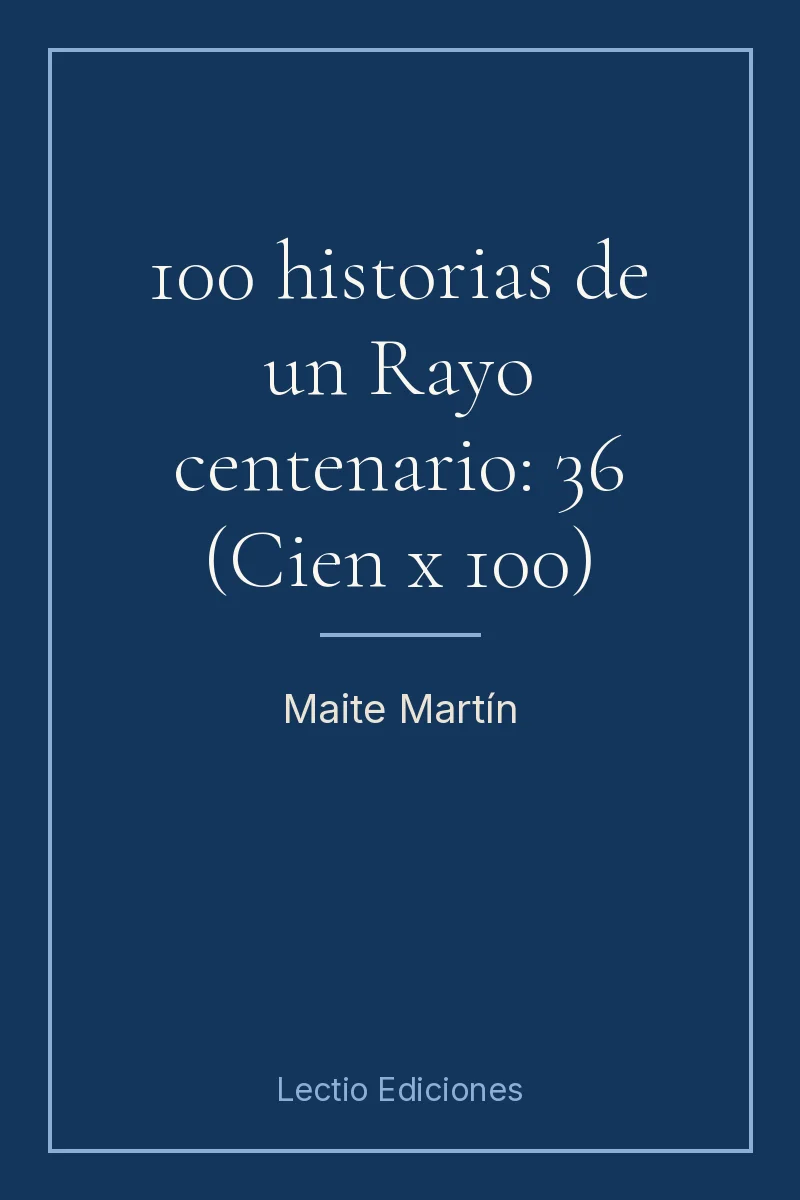 100 historias de
un Rayo
centenario: 36
(Cien x 100)
Maite Martín
Lectio Ediciones